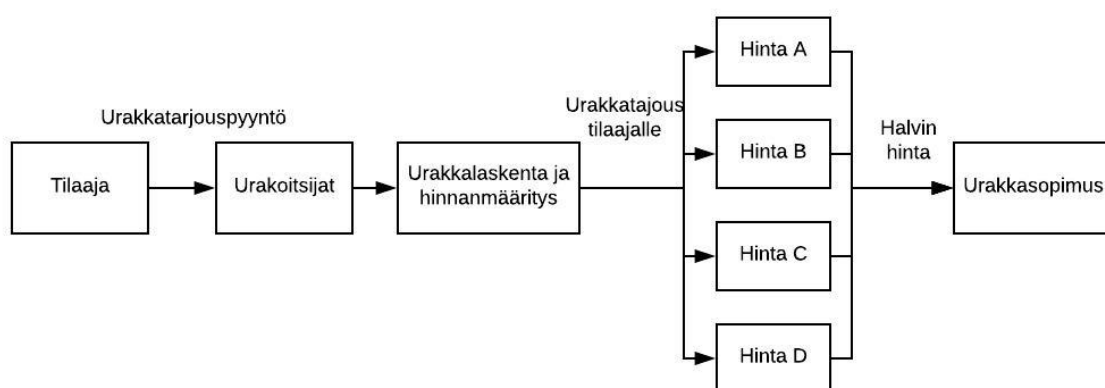 Urakkatarjouspyyntö
Tilaaja
Urakoitsijat
Urakkalaskenta ja
hinnanmääritys
Urakkatajous
tilaajalle
Hinta A
Hinta B
Hinta C
Hinta D
Halvin
hinta
Urakkasopimus